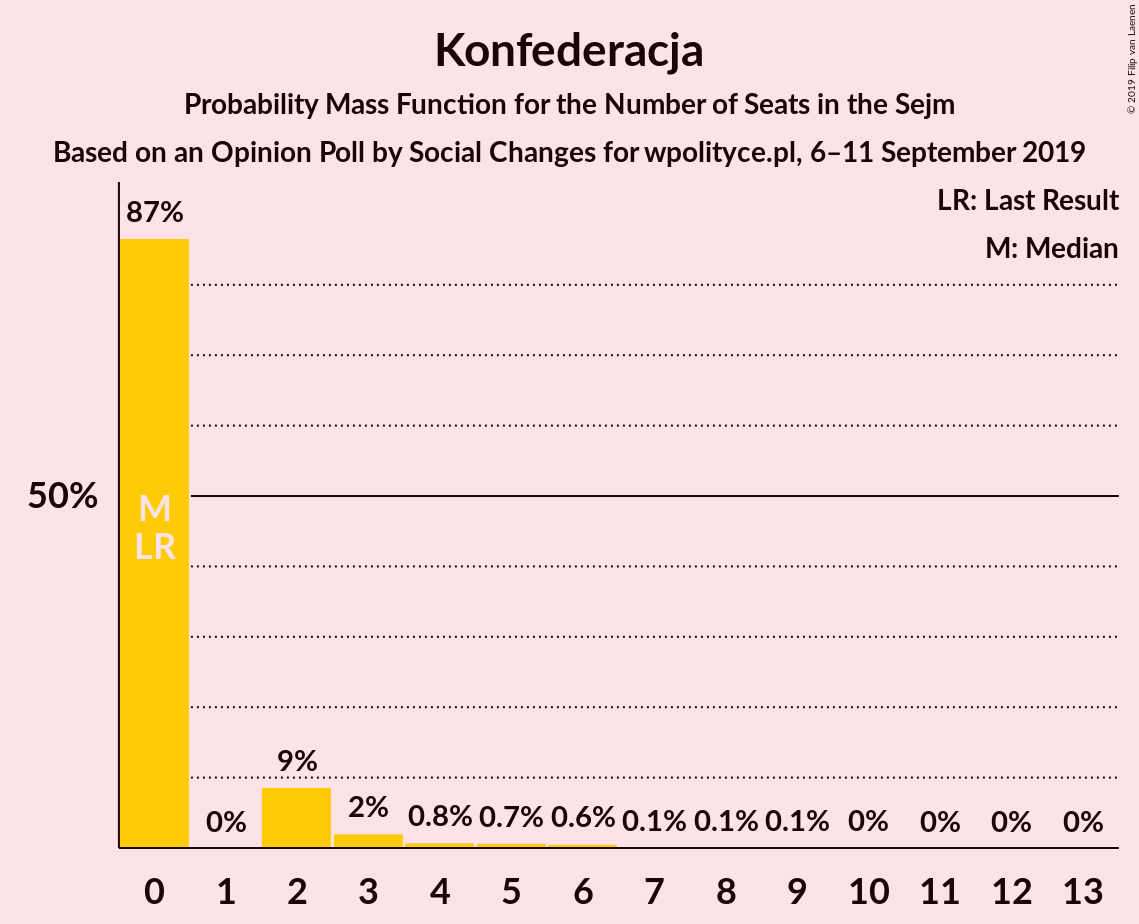 Konfederacja
Probability Mass Function for the Number of Seats in the Sejm
Based on an Opinion Poll by Social Changes for wpolityce.pl, 6–11 September 2019
© 2019 Filip van Laenen
LR: Last Result
M: Median
87%
50%
M
LR
9%
2%
0%
0.8% 0.7% 0.6% 0.1% 0.1% 0.1% 0% 0% 0% 0%
0 1 2 3 4 5 6 7 8 9 10 11 12 13